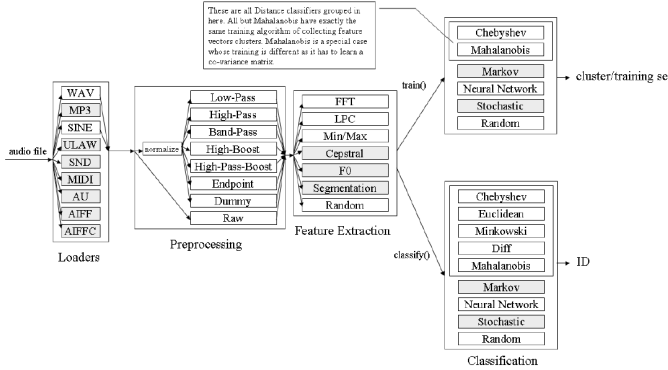 These are all Distance classifiers grouped in
here. All but Mahalanobis have exactly the
same training algorithm of collecting feature
vectors clusters. Mahalanobis is a special case
whose training is different as it has to learn a
co-variance matrix.
audio file
WAV
MP3
SINE
ULAW
SND
MIDI
AU
AIFF
AIFFC
Loaders
normalize
Low-Pass
High-Pass
Band-Pass
High-Boost
High-Pass-Boost
Endpoint
Dummy
Raw
Preprocessing
FFT
LPC
Min/Max
Cepstral
F0
Segmentation
Random
Feature Extraction
train()
classify()
Chebyshev
Mahalanobis
Markov
Neural Network
Stochastic
Random
cluster/training se
Chebyshev
Euclidean
Minkowski
Diff
Mahalanobis
Markov
Neural Network
Stochastic
Random
ID
Classification